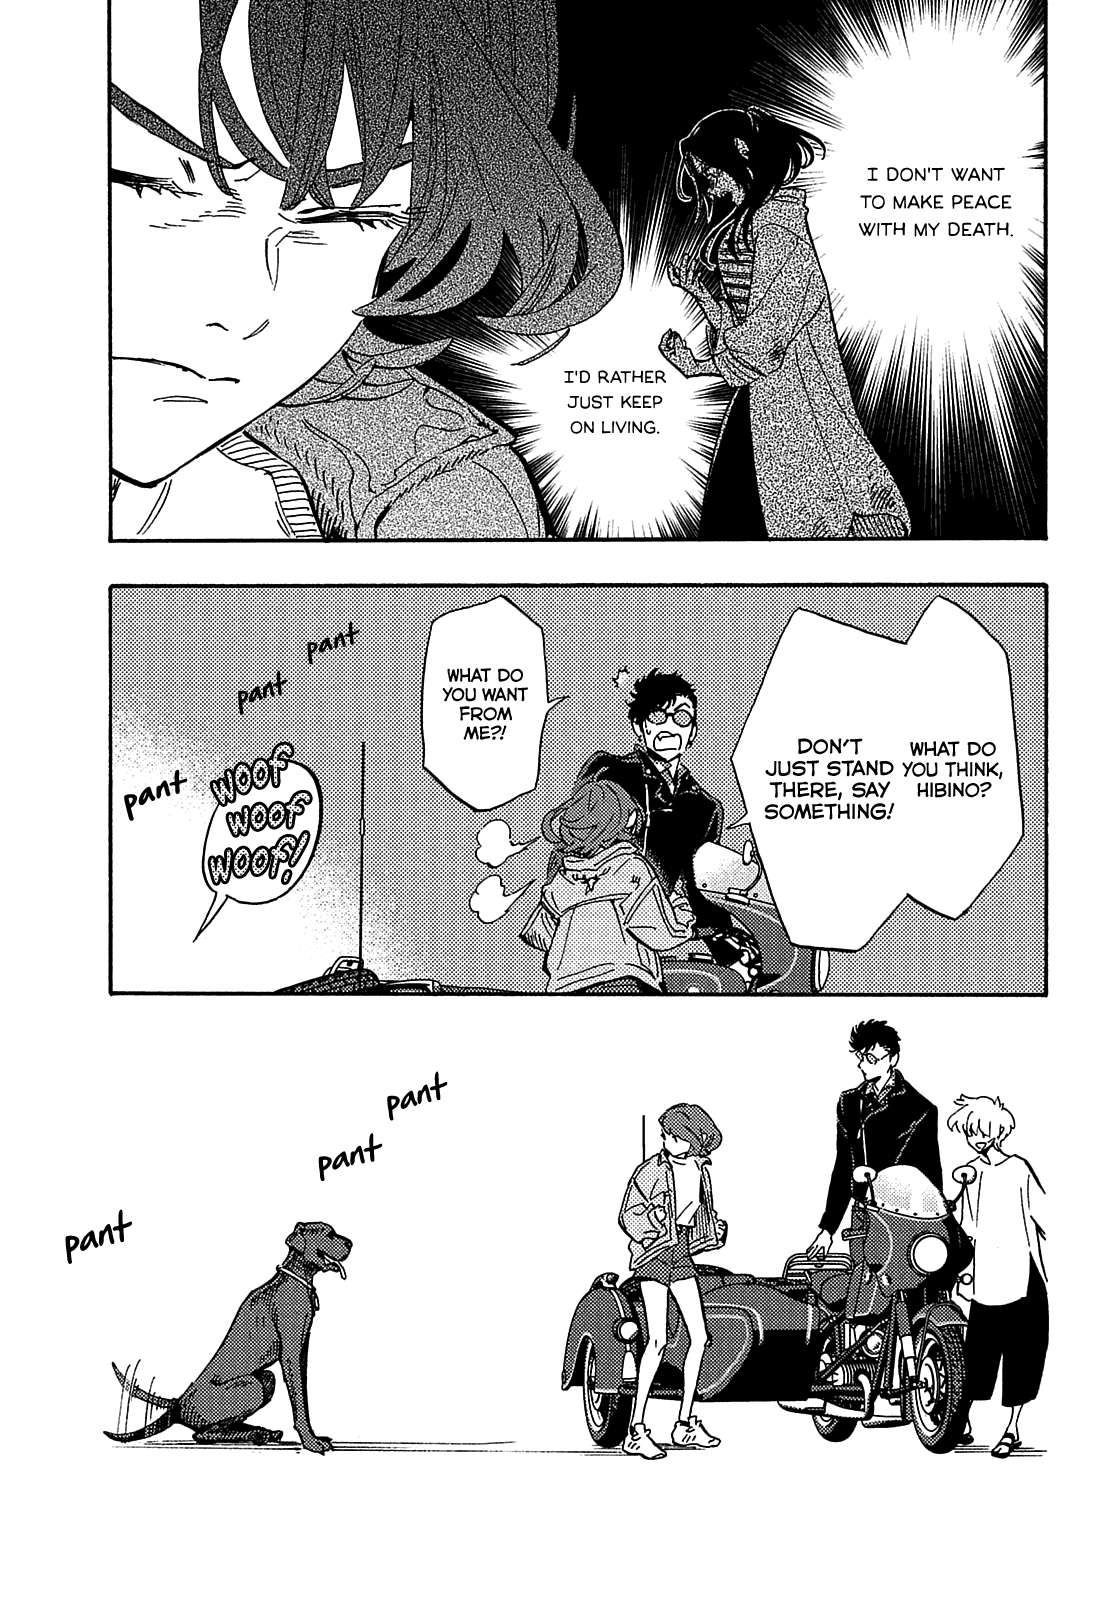 I DON'T WANT
TO MAKE PEACE
WITH MY DEATH.
I'D RATHER
JUST KEEP
ON LIVING.
WHAT DO
YOU THINK,
HIBINO?
DON'T
JUST STAND
THERE, SAY
SOMETHING!
WHAT DO
YOU WANT
FROM
ME?!
pant
pant
pant
WOOF
WOOF
WOOF!
pant
pant
pant